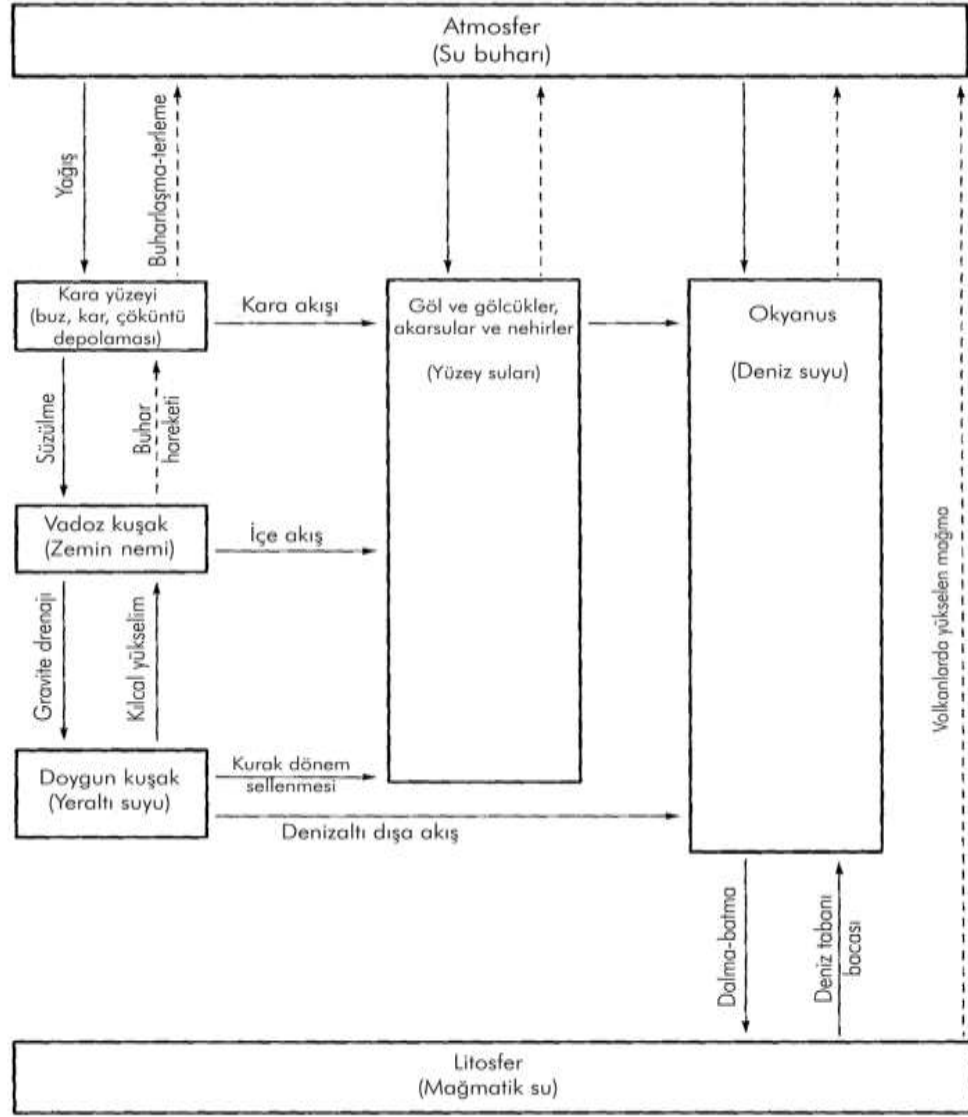 Atmosfer
(Su buharı)
Yağış
Buharlaşma-terleme
Kara yüzeyi
(buz, kar, çöküntü
depolaması)
Kara akışı
Göl ve gölcükler,
akarsular ve nehirler
(Yüzey suları)
Okyanus
(Deniz suyu)
Süzülme
Buhar
hareketi
Vadoz kuşak
(Zemin nemi)
İçe akış
Gravite drenajı
Kılcal yükselim
Doygun kuşak
(Yeraltı suyu)
Kurak dönem
sellenmesi
Denizaltı dışa akış
Dalma-batma
Deniz tabanı
bacası
Volkanlarda yükselen mağma
Litosfer
(Mağmatik su)